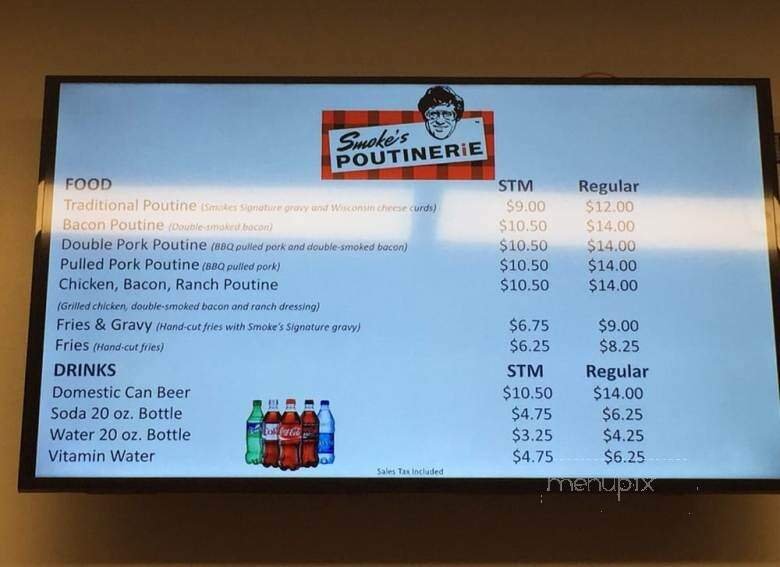 Smoke's
POUTINERiE
FOOD STM Regular
Traditional Poutine (Smokes Signature gravy and Wisconsin cheese curds) $9.00 $12.00
Bacon Poutine (Double-smoked bacon) $10.50 $14.00
Double Pork Poutine (BBQ pulled pork and double-smoked bacon) $10.50 $14.00
Pulled Pork Poutine (BBQ pulled pork) $10.50 $14.00
Chicken, Bacon, Ranch Poutine $10.50 $14.00
(Grilled chicken, double-smoked bacon and ranch dressing)
Fries & Gravy (Hand-cut fries with Smoke's Signature gravy) $6.75 $9.00
Fries (Hand-cut fries) $6.25 $8.25
DRINKS STM Regular
Domestic Can Beer $10.50 $14.00
Soda 20 oz. Bottle $4.75 $6.25
Water 20 oz. Bottle $3.25 $4.25
Vitamin Water $4.75 $6.25
Sales Tax Included
menupix